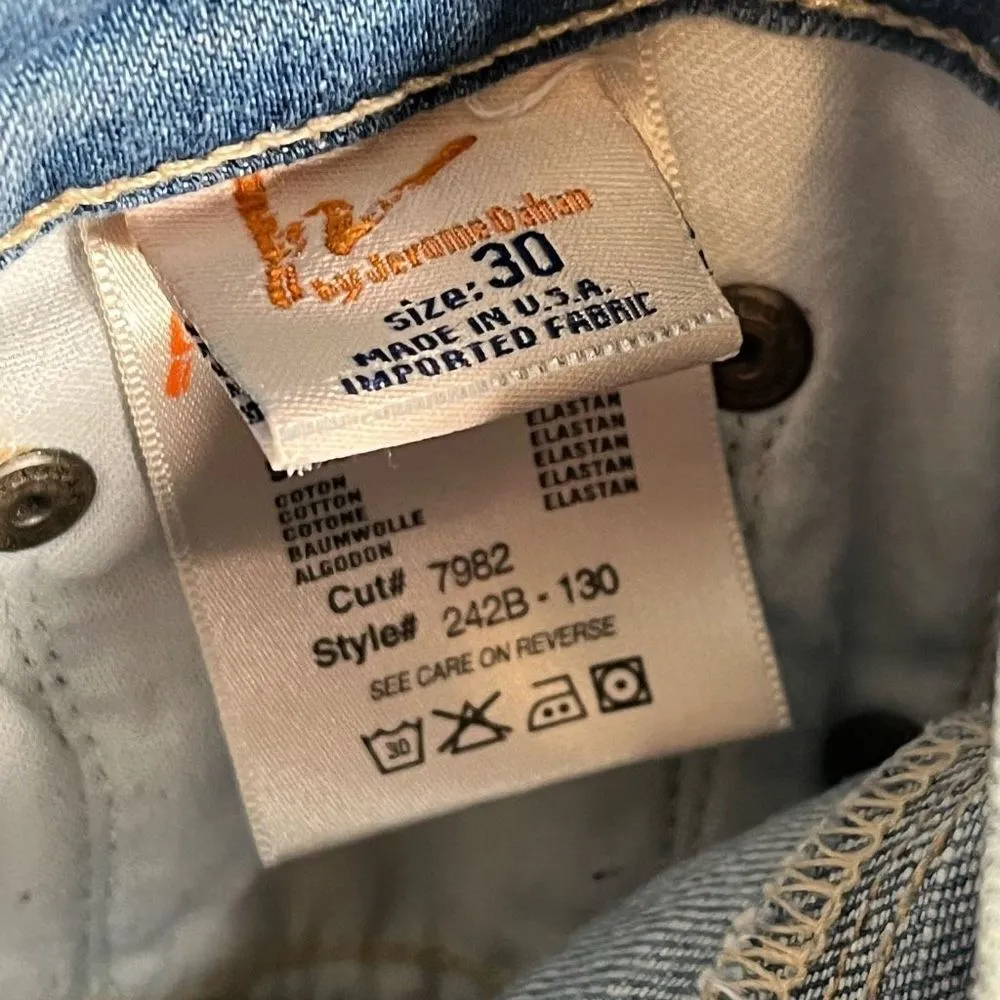 by Jerome Dahan
size: 30
MADE IN U.S.A.
IMPORTED FABRIC
ELASTAN
ELASTAN
ELASTAN
ELASTAN
ELASTAN
COTON
COTTON
COTONE
BAUMWOLLE
ALGODON
Cut# 7982
Style# 242B - 130
SEE CARE ON REVERSE
30